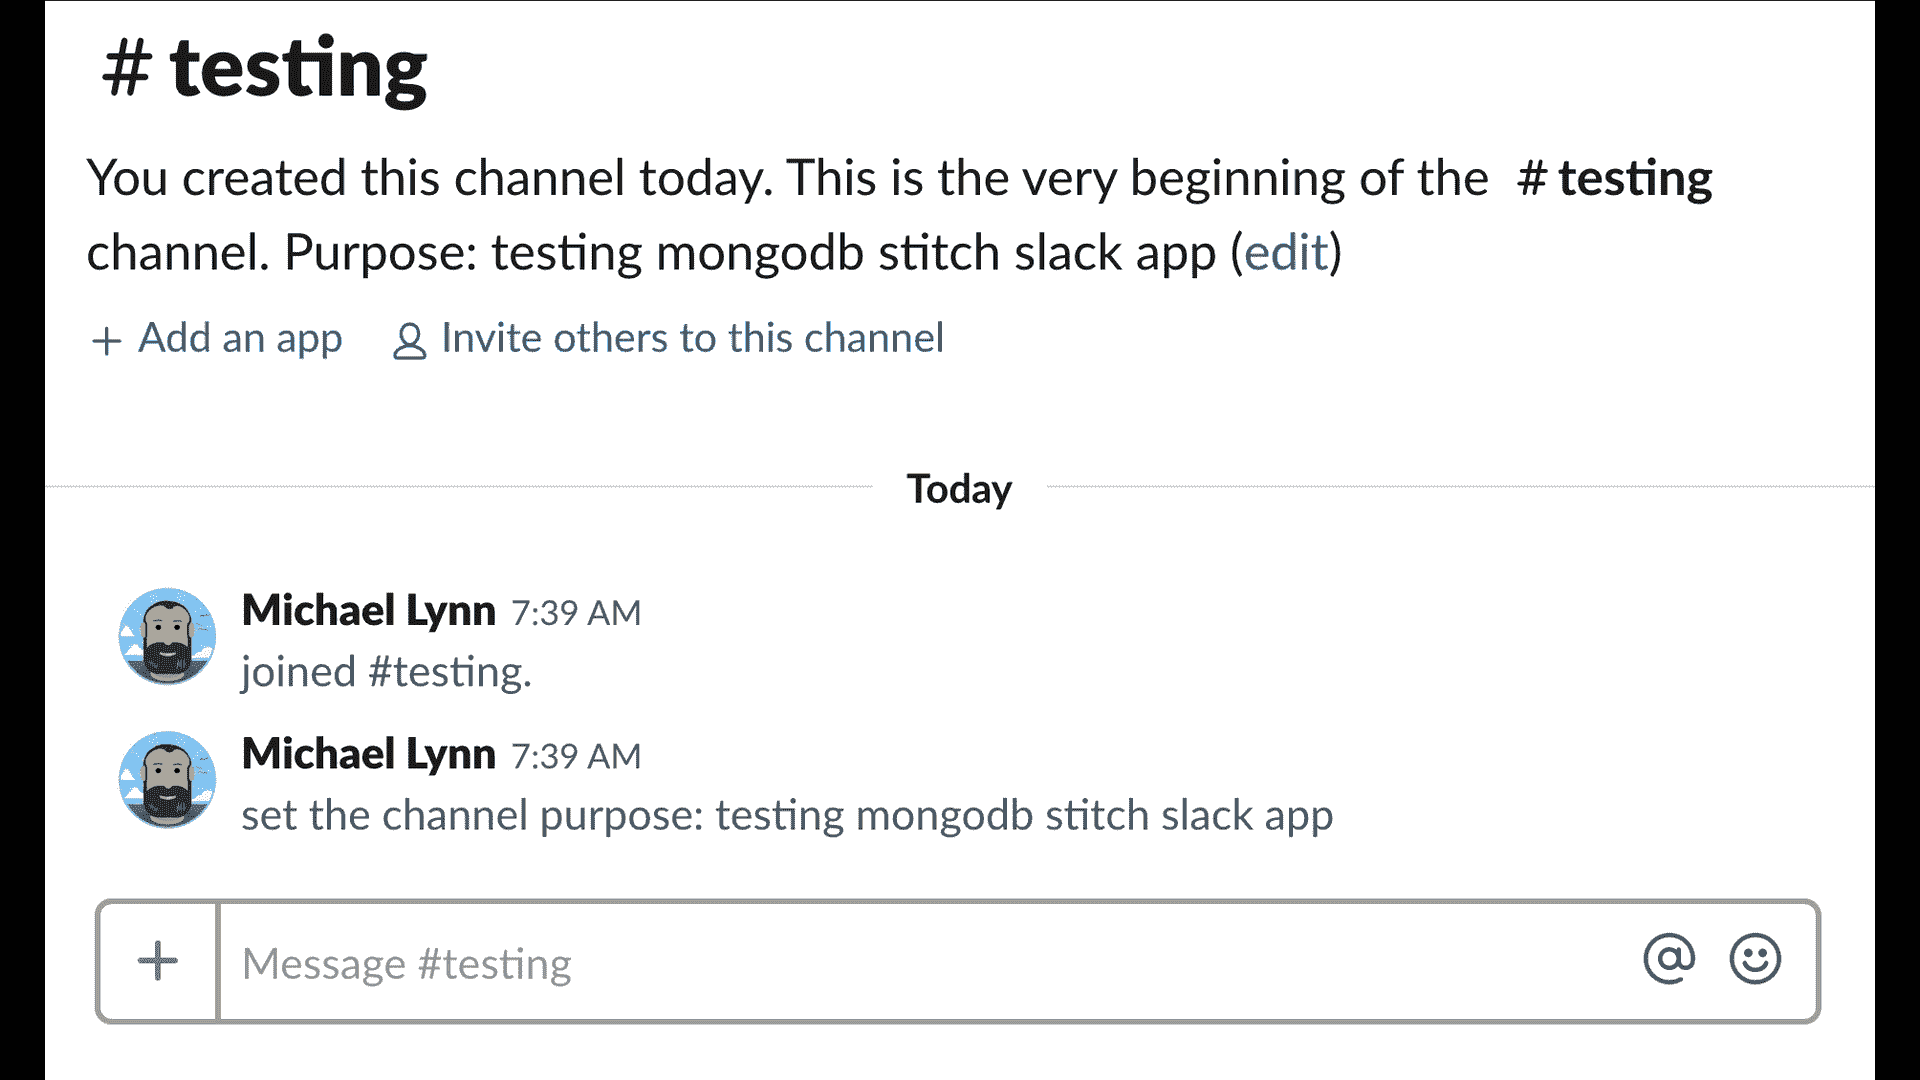 # testing
You created this channel today. This is the very beginning of the # testing
channel. Purpose: testing mongodb stitch slack app (edit)
+ Add an app Invite others to this channel
Today
Michael Lynn 7:39 AM
joined #testing.
Michael Lynn 7:39 AM
set the channel purpose: testing mongodb stitch slack app
+ Message #testing @